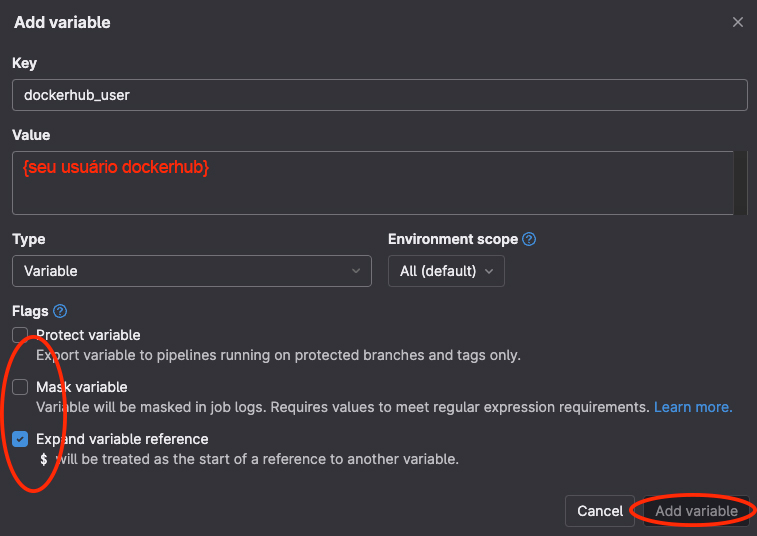 Add variable
Key
dockerhub_user
Value
{seu usuário dockerhub}
Type
Environment scope
Variable
All (default)
Flags
Protect variable
Export variable to pipelines running on protected branches and tags only.
Mask variable
Variable will be masked in job logs. Requires values to meet regular expression requirements. Learn more.
Expand variable reference
$ will be treated as the start of a reference to another variable.
Cancel
Add variable